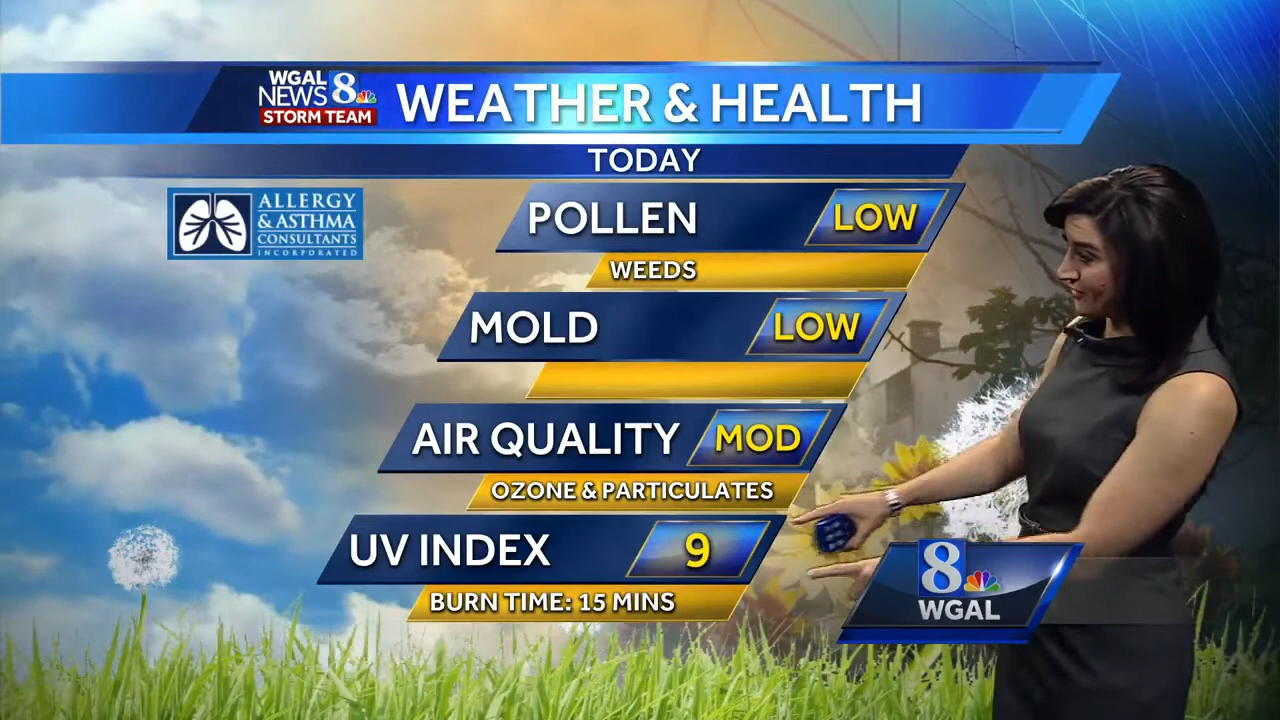 WGAL
NEWS 8
STORM TEAM
WEATHER & HEALTH
TODAY
ALLERGY
& ASTHMA
CONSULTANTS
INCORPORATED
POLLEN LOW
WEEDS
MOLD LOW
AIR QUALITY MOD
OZONE & PARTICULATES
UV INDEX 9
BURN TIME: 15 MINS
8
WGAL